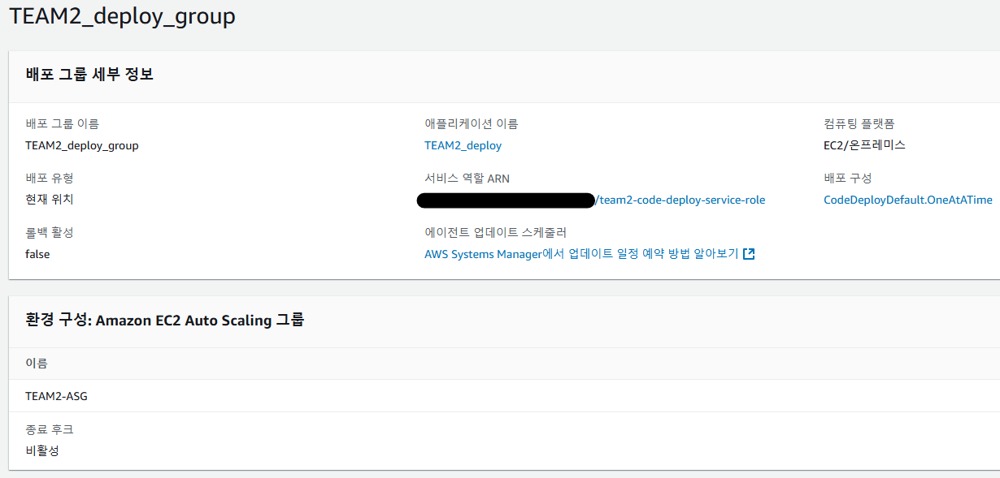 TEAM2_deploy_group
배포 그룹 세부 정보
배포 그룹 이름
TEAM2_deploy_group
애플리케이션 이름
TEAM2_deploy
컴퓨팅 플랫폼
EC2/온프레미스
배포 유형
현재 위치
서비스 역할 ARN
/team2-code-deploy-service-role
배포 구성
CodeDeployDefault.OneAtATime
롤백 활성
false
에이전트 업데이트 스케줄러
AWS Systems Manager에서 업데이트 일정 예약 방법 알아보기
환경 구성: Amazon EC2 Auto Scaling 그룹
이름
TEAM2-ASG
종료 후크
비활성